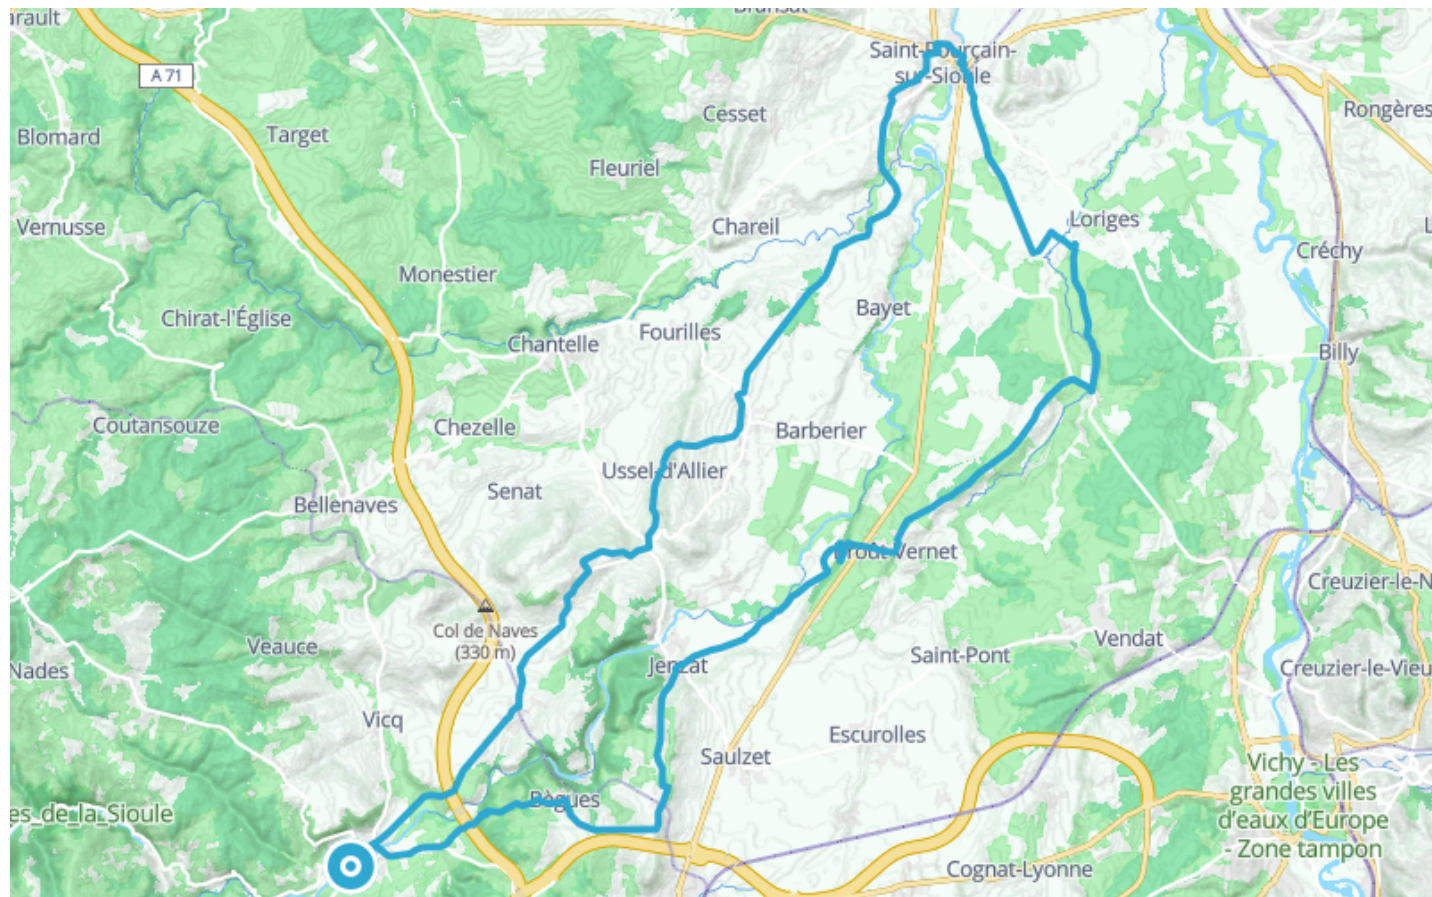 Saint-Pourçain-
sur-Sioule
A 71
Cesset
Rongères
Blomard
Target
Fleuriel
Vernusse
Chareil
Loriges
Créchy
Monestier
Chirat-l'Église
Bayet
Fourilles
Chantelle
Billy
Coutansouze
Chezelle
Barberier
Ussel-d'Allier
Senat
Bellenaves
Broût-Vernet
Creuzier-le-N
Col de Naves
(330 m)
Veauce
Vendat
Saint-Pont
Nades
Jenzat
Creuzier-le-Vieu
Vicq
Escurolles
Saulzet
Vichy - Les
grandes villes
d'eaux d'Europe
- Zone tampon
Bègues
es_de_la_Sioule
Cognat-Lyonne